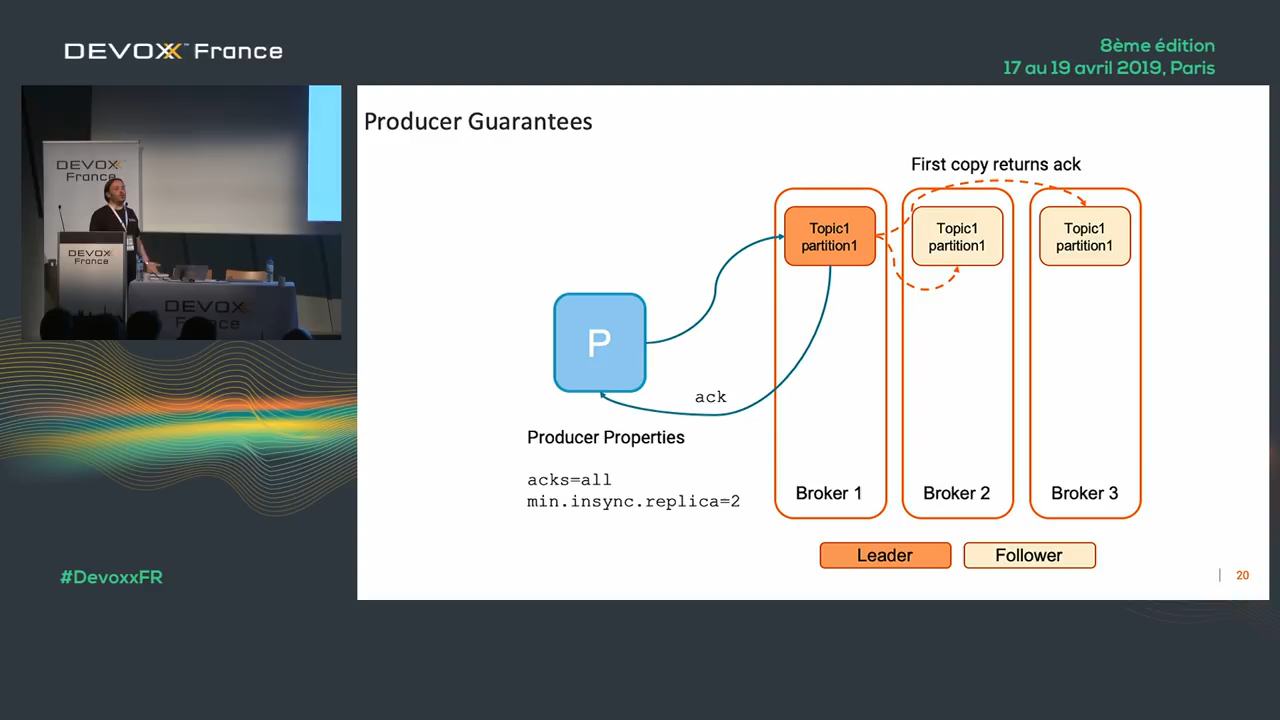 DEVOXX™ France
8ème édition
17 au 19 avril 2019, Paris
DEVOXX
France
DEVOXX
France
DEVOXX
France
#DevoxxFR
Producer Guarantees
First copy returns ack
Topic1
partition1
Topic1
partition1
Topic1
partition1
P
ack
Producer Properties
acks=all
min.insync.replica=2
Broker 1
Broker 2
Broker 3
Leader
Follower
20